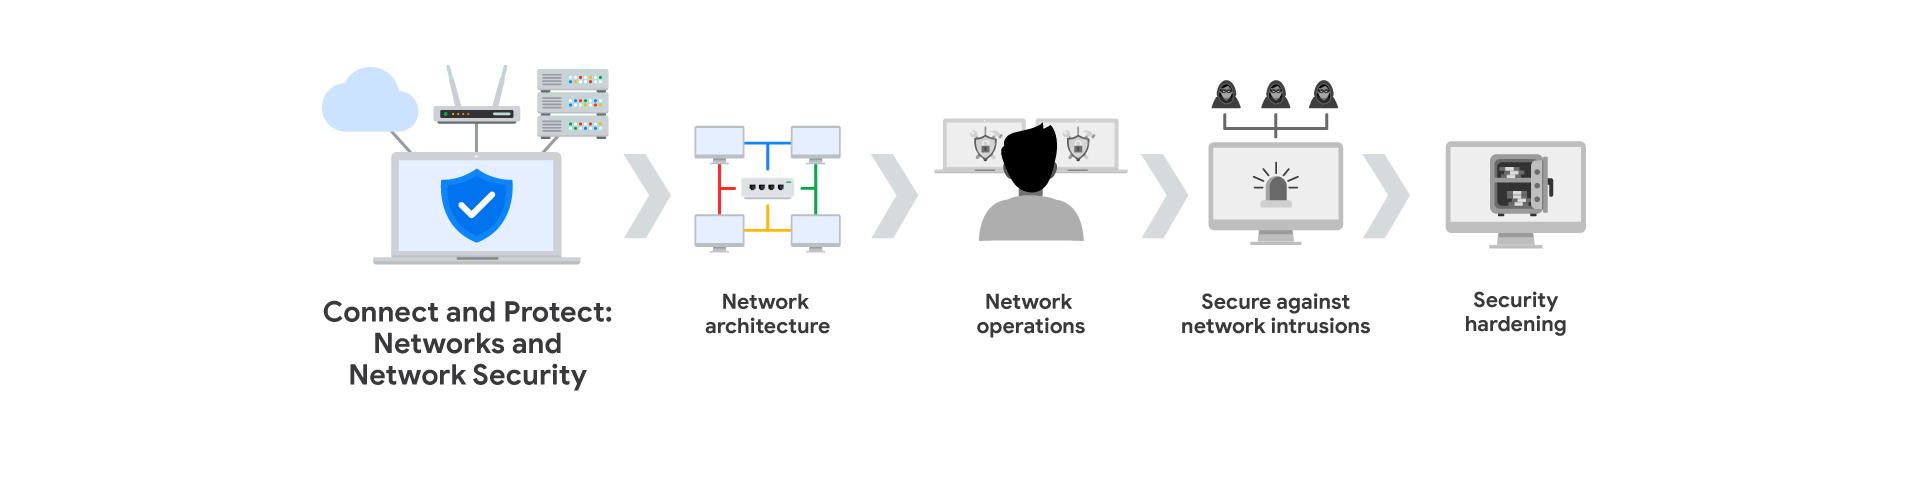 Connect and Protect:
Networks and
Network Security
Network
architecture
Network
operations
Secure against
network intrusions
Security
hardening